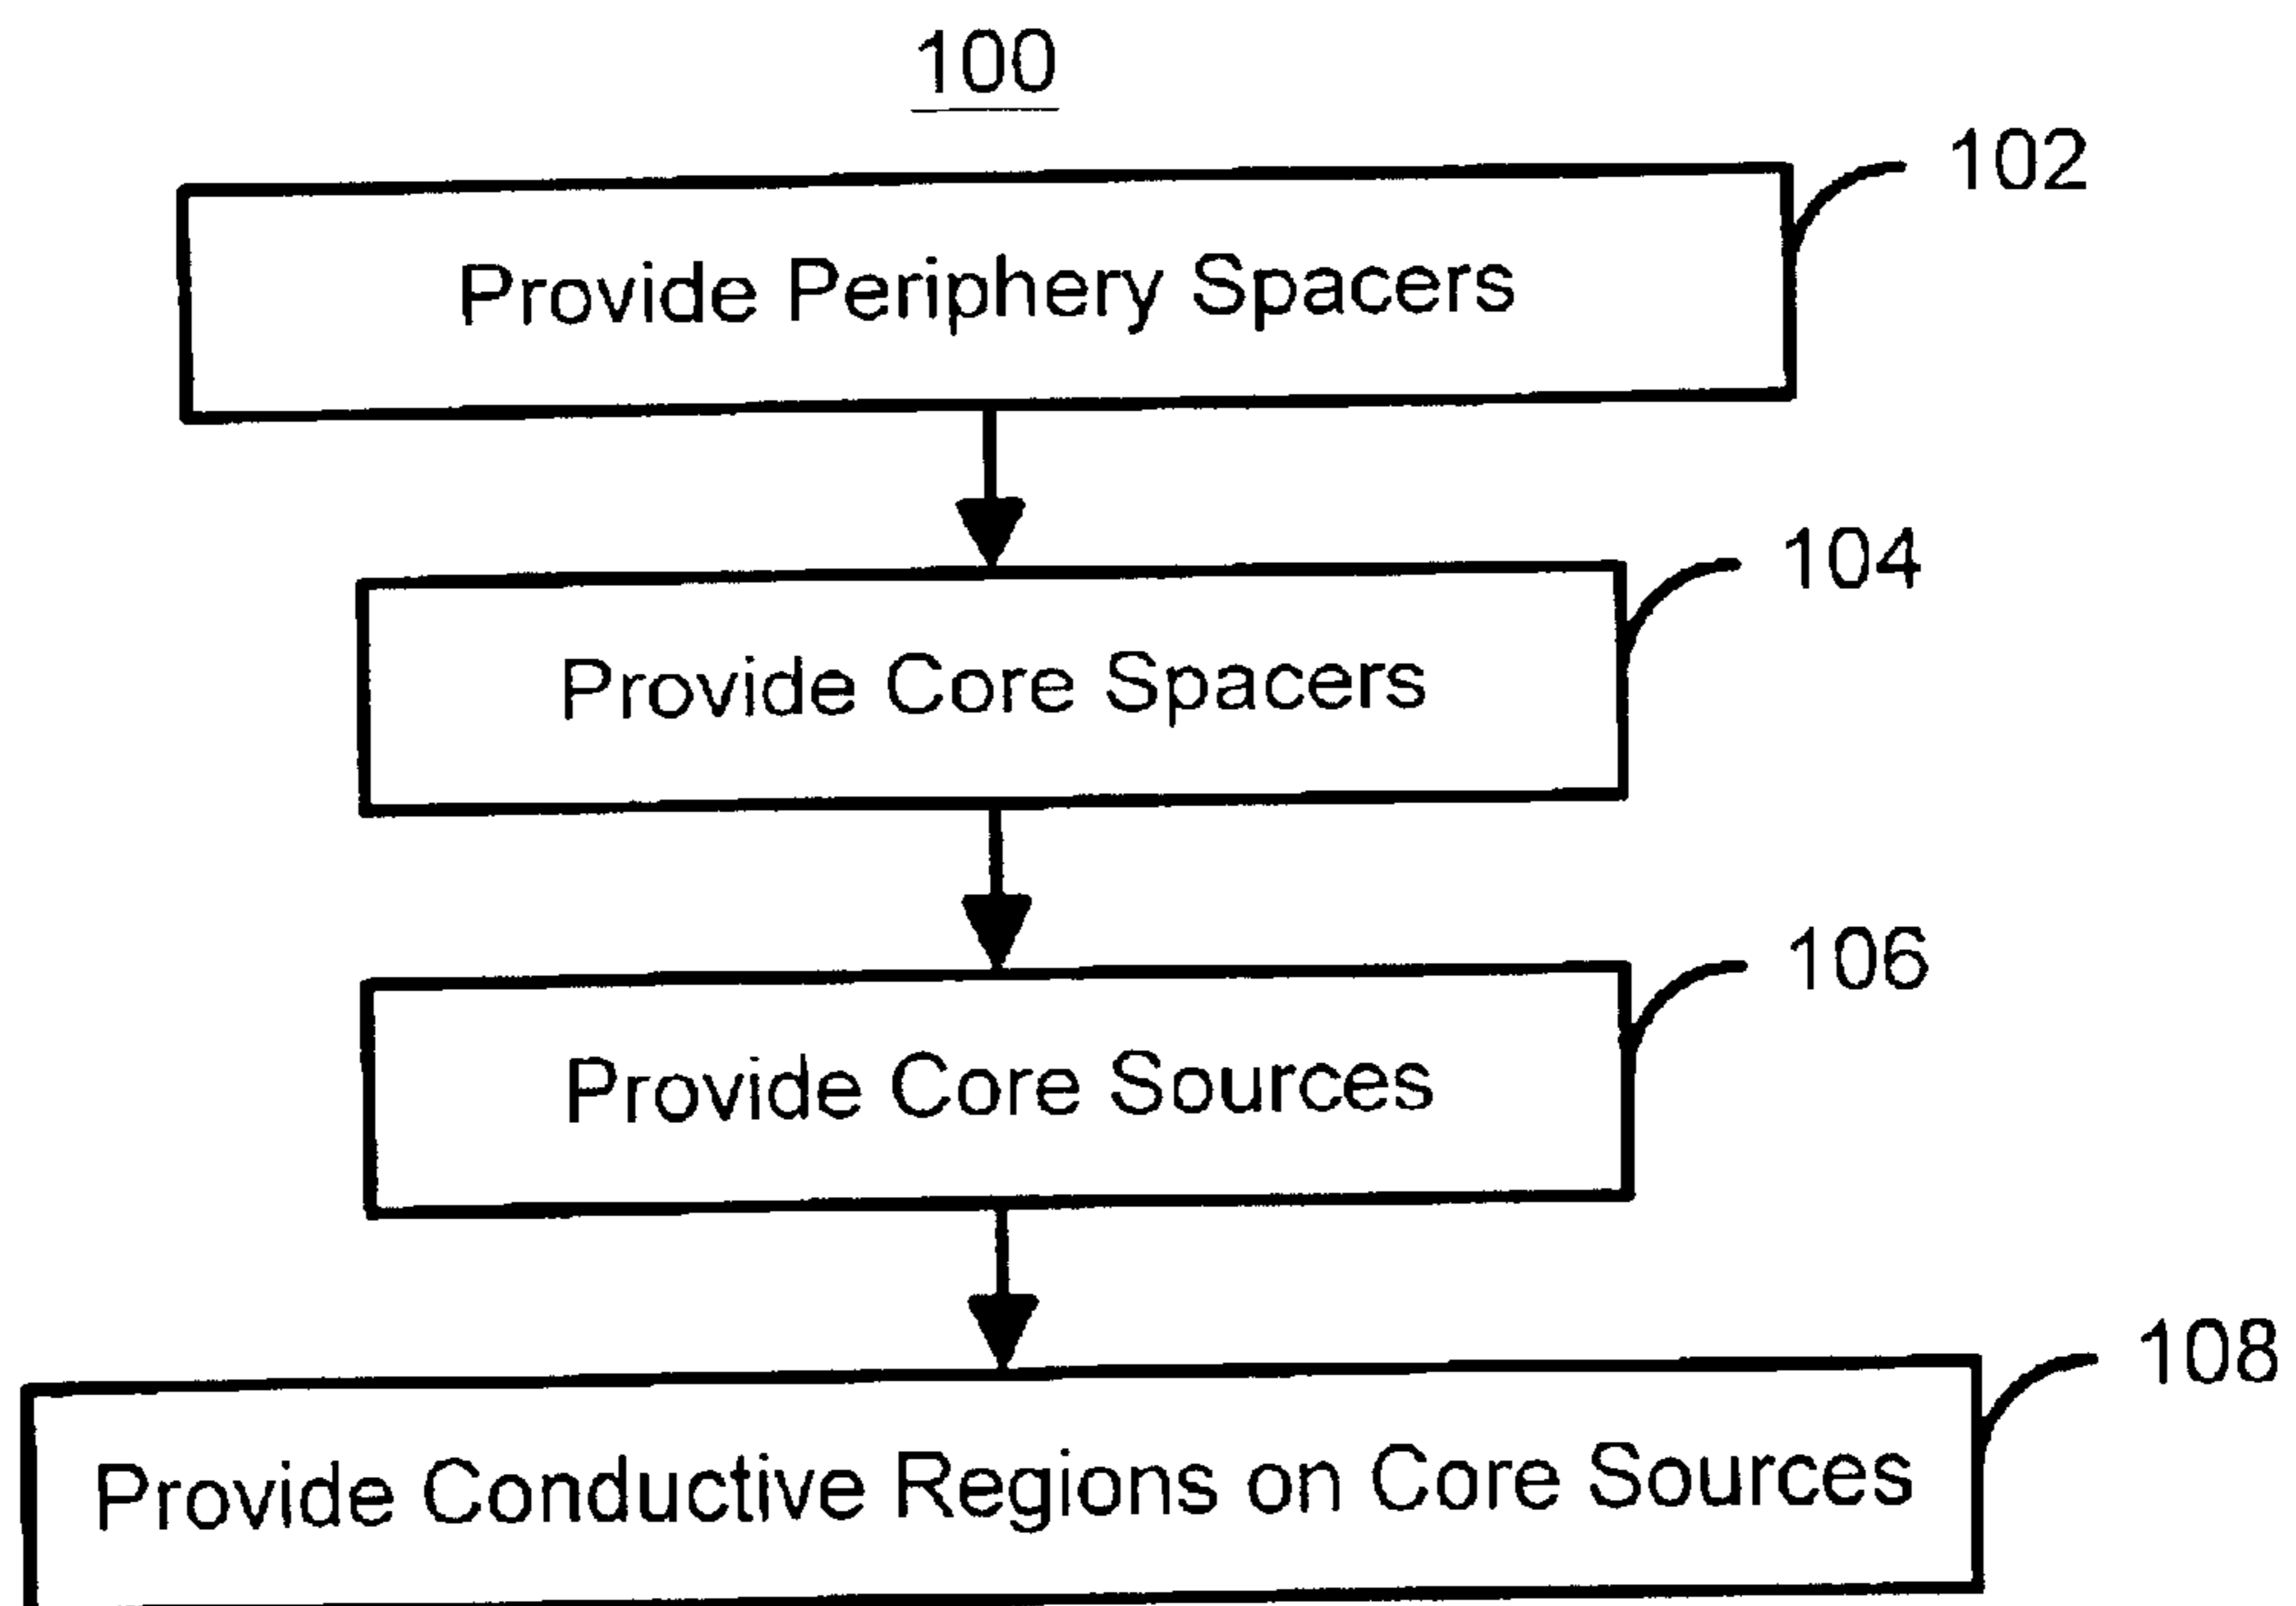 100
102
Provide Periphery Spacers
104
Provide Core Spacers
106
Provide Core Sources
108
Provide Conductive Regions on Core Sources